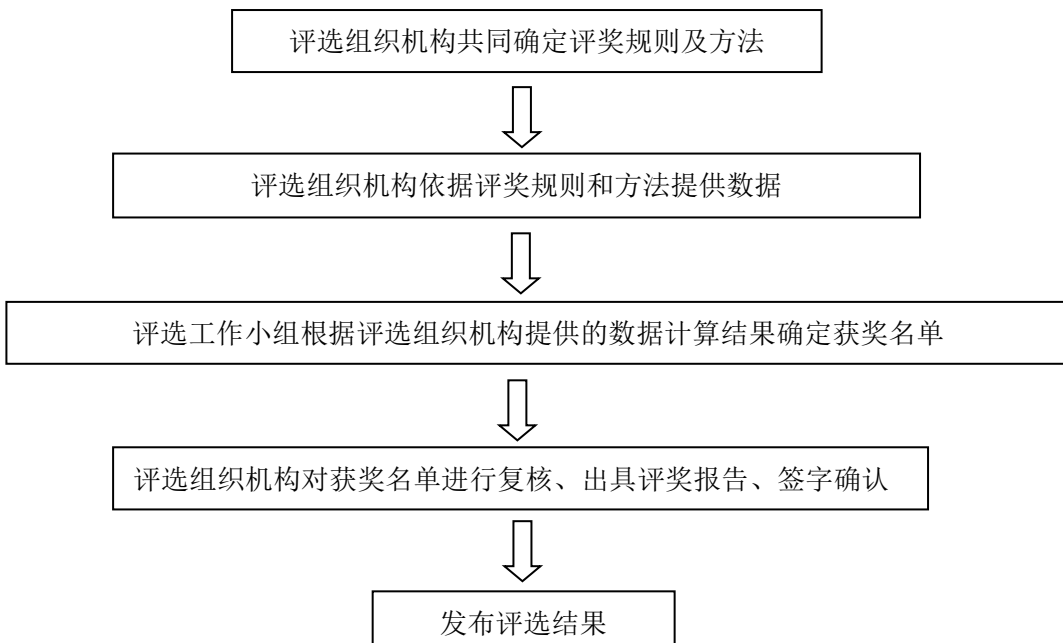 评选组织机构共同确定评奖规则及方法
评选组织机构依据评奖规则和方法提供数据
评选工作小组根据评选组织机构提供的数据计算结果确定获奖名单
评选组织机构对获奖名单进行复核、出具评奖报告、签字确认
发布评选结果